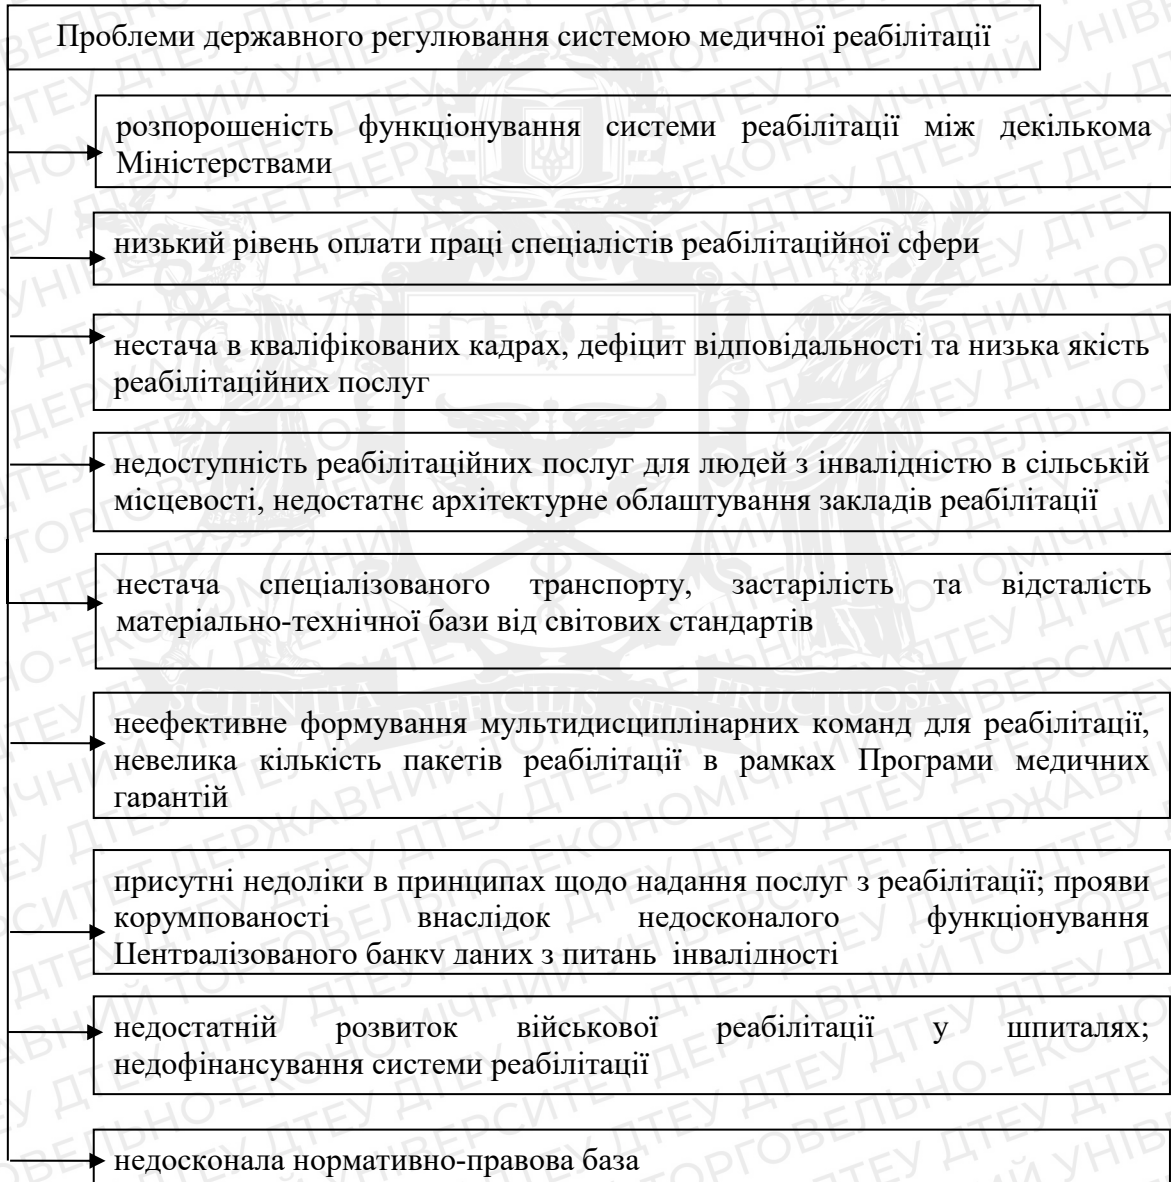 Проблеми державного регулювання системою медичної реабілітації
розпорошеність функціонування системи реабілітації між декількома
Міністерствами
низький рівень оплати праці спеціалістів реабілітаційної сфери
нестача в кваліфікованих кадрах, дефіцит відповідальності та низька якість
реабілітаційних послуг
недоступність реабілітаційних послуг для людей з інвалідністю в сільській
місцевості, недостатнє архітектурне облаштування закладів реабілітації
нестача спеціалізованого транспорту, застарілість та відсталість
матеріально-технічної бази від світових стандартів
неефективне формування мультидисциплінарних команд для реабілітації,
невелика кількість пакетів реабілітації в рамках Програми медичних
гарантій
присутні недоліки в принципах щодо надання послуг з реабілітації; прояви
корумпованості внаслідок недосконалого функціонування
Централізованого банку даних з питань інвалідності
недостатній розвиток військової реабілітації у шпиталях;
недофінансування системи реабілітації
недосконала нормативно-правова база